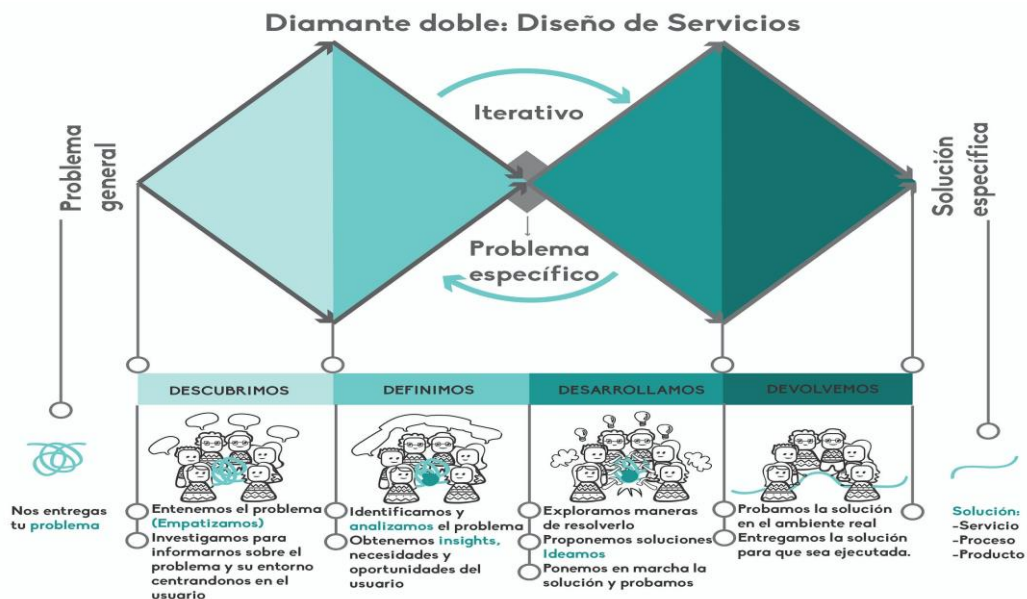 Diamante doble: Diseño de Servicios
Problema
general
Iterativo
Problema
específico
Solución
específica
DESCUBRIMOS
DEFINIMOS
DESARROLLAMOS
DEVOLVEMOS
Nos entregas
tu problema
Entenemos el problema
(Empatizamos)
Investigamos para
informarnos sobre el
problema y su entorno
centrandonos en el
usuario
Identificamos y
analizamos el problema
Obtenemos insights,
necesidades y
oportunidades del
usuario
Exploramos maneras
de resolverlo
Proponemos soluciones
Ideamos
Ponemos en marcha la
solución y probamos
Probamos la solución
en el ambiente real
Entregamos la solución
para que sea ejecutada.
Solución:
-Servicio
-Proceso
-Producto